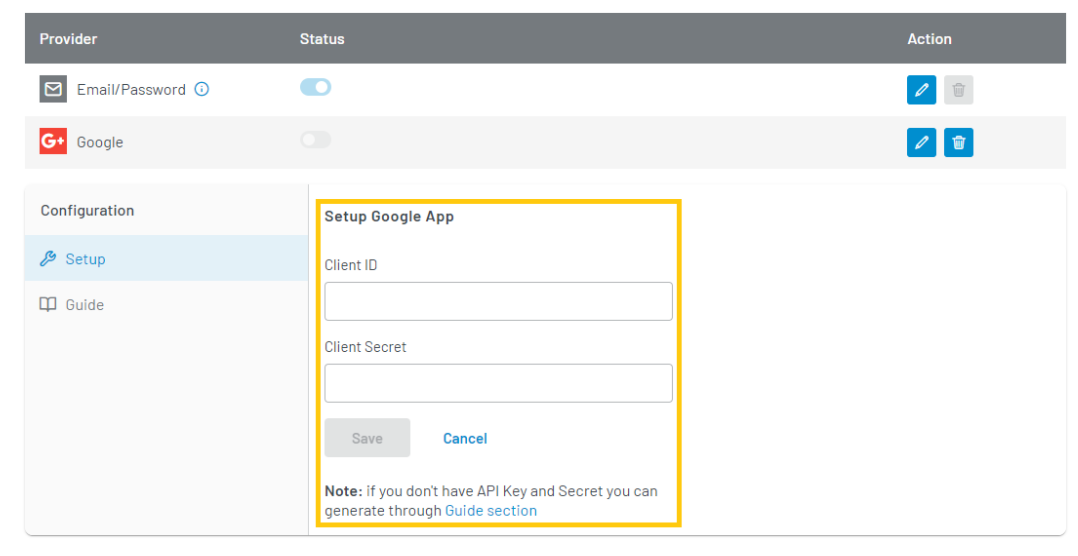 Provider Status Action
Email/Password
G+ Google
Configuration
Setup
Guide
Setup Google App
Client ID
Client Secret
Save Cancel
Note: if you don't have API Key and Secret you can
generate through Guide section